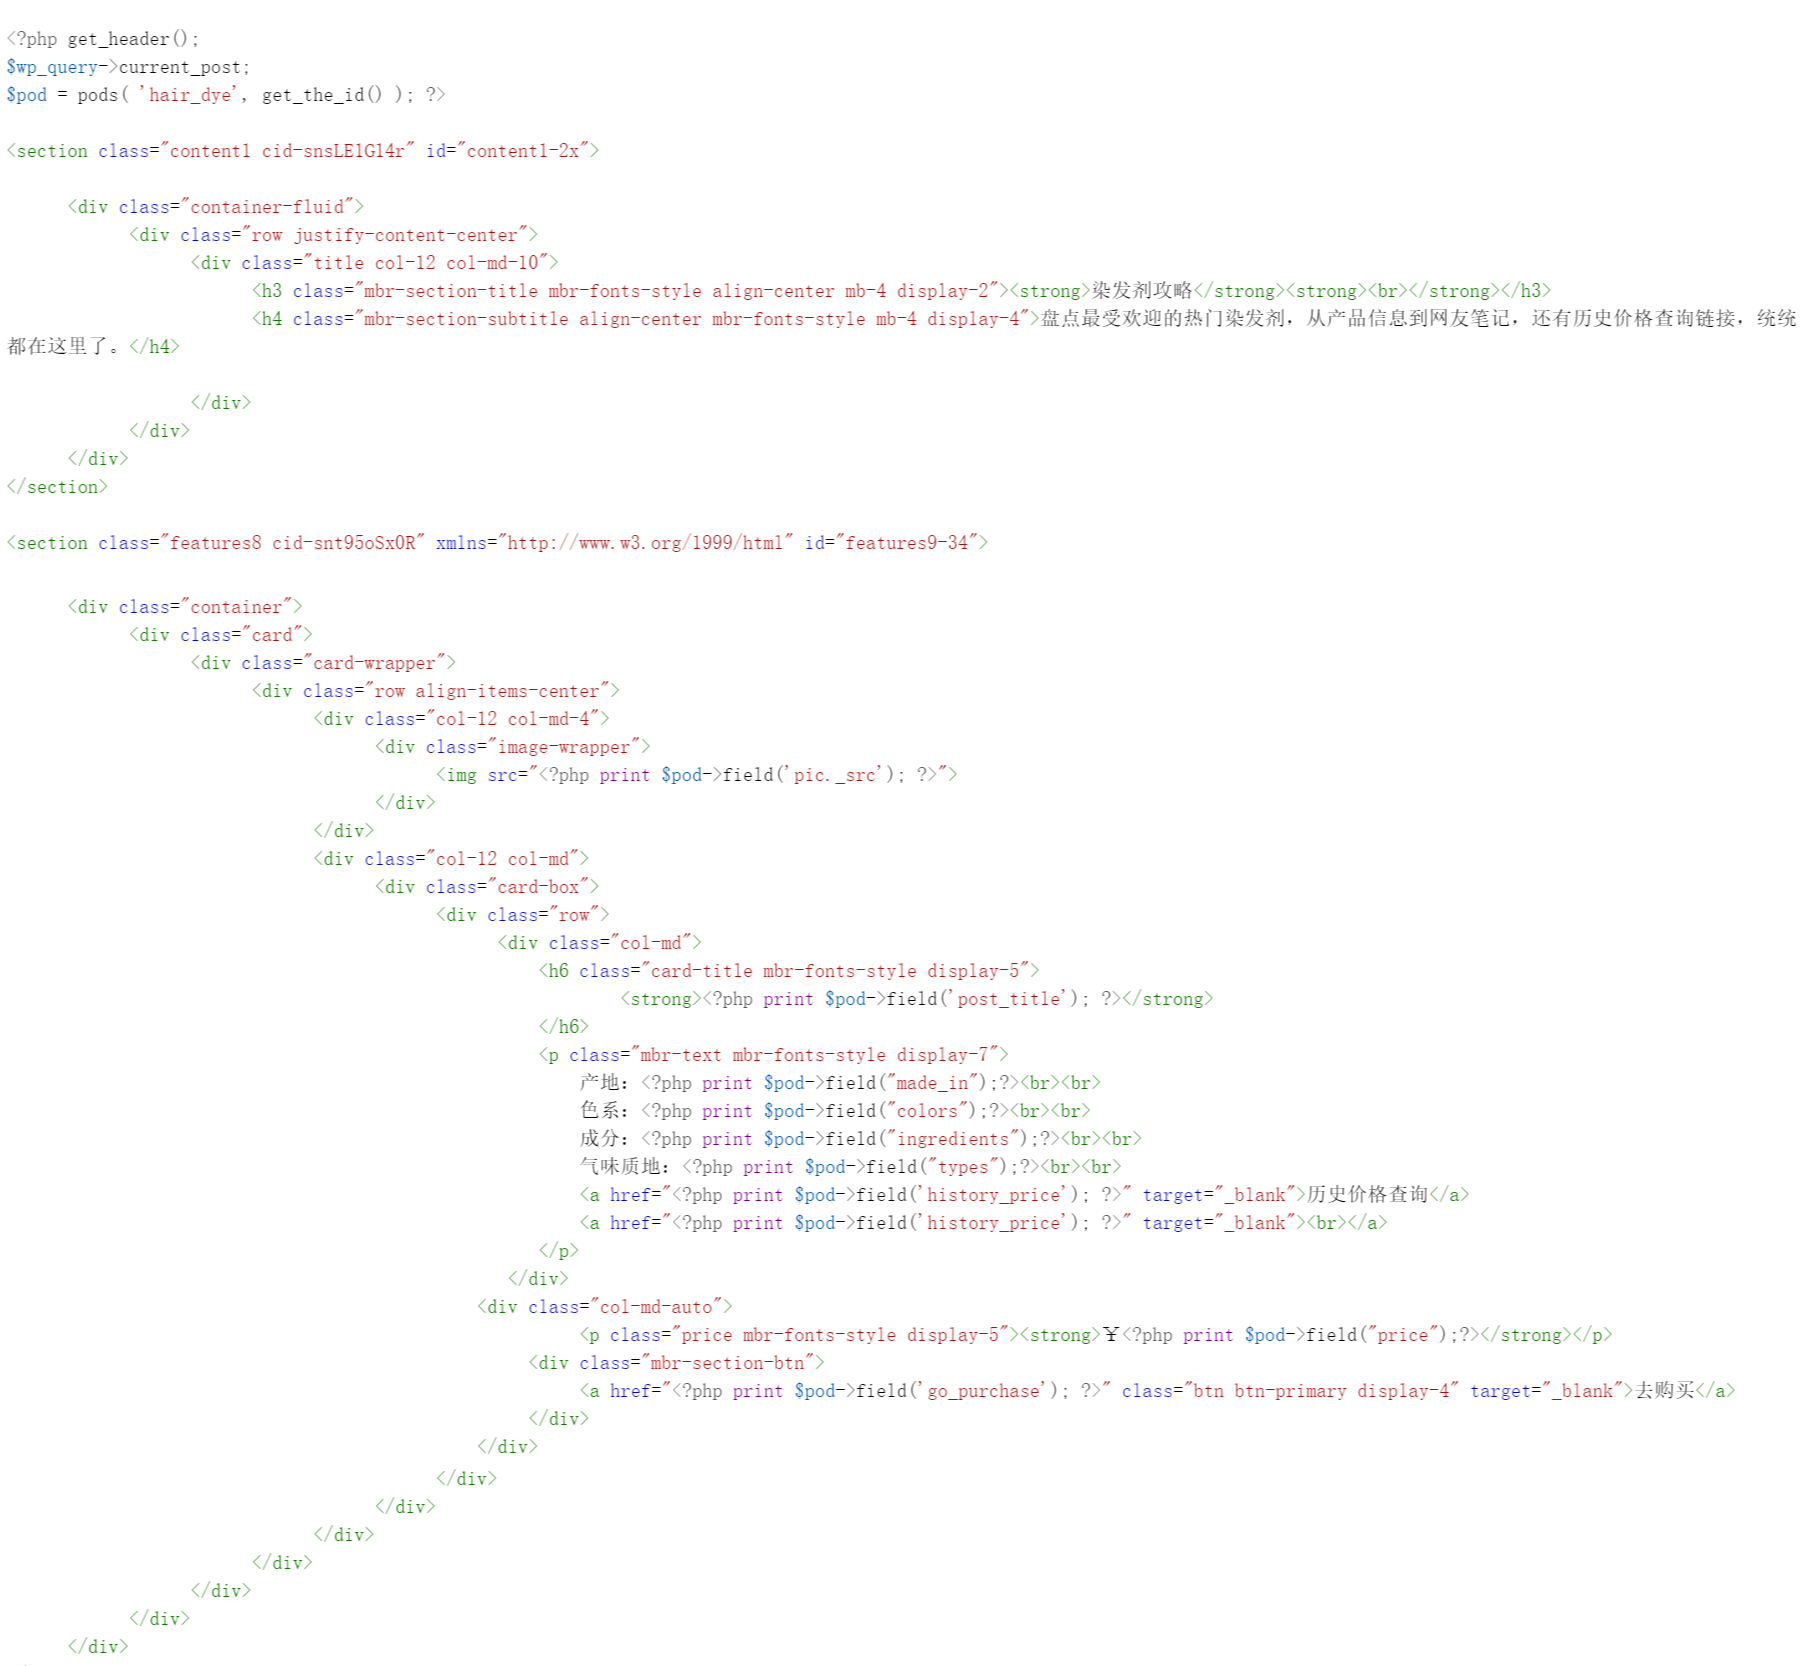 <?php get_header();
$wp_query->current_post;
$pod = pods( 'hair_dye', get_the_id() ); ?>
<section class="content1 cid-snsLE1Gl4r" id="content1-2x">
<div class="container-fluid">
<div class="row justify-content-center">
<div class="title col-12 col-md-10">
<h3 class="mbr-section-title mbr-fonts-style align-center mb-4 display-2"><strong>染发剂攻略</strong><strong><br></strong></h3>
<h4 class="mbr-section-subtitle align-center mbr-fonts-style mb-4 display-4">盘点最受欢迎的热门染发剂，从产品信息到网友笔记，还有历史价格查询链接，统统
都在这里了。</h4>
</div>
</div>
</div>
</section>
<section class="features8 cid-snt95oSxOR" xmlns="http://www.w3.org/1999/html" id="features9-34">
<div class="container">
<div class="card">
<div class="card-wrapper">
<div class="row align-items-center">
<div class="col-12 col-md-4">
<div class="image-wrapper">
<img src="<?php print $pod->field('pic._src'); ?>">
</div>
</div>
<div class="col-12 col-md">
<div class="card-box">
<div class="row">
<div class="col-md">
<h6 class="card-title mbr-fonts-style display-5">
<strong><?php print $pod->field('post_title'); ?></strong>
</h6>
<p class="mbr-text mbr-fonts-style display-7">
产地：<?php print $pod->field("made_in");?><br><br>
色系：<?php print $pod->field("colors");?><br><br>
成分：<?php print $pod->field("ingredients");?><br><br>
气味质地：<?php print $pod->field("types");?><br><br>
<a href="<?php print $pod->field('history_price'); ?>" target="_blank">历史价格查询</a>
<a href="<?php print $pod->field('history_price'); ?>" target="_blank"><br></a>
</p>
</div>
<div class="col-md-auto">
<p class="price mbr-fonts-style display-5"><strong>￥<?php print $pod->field("price");?></strong></p>
<div class="mbr-section-btn">
<a href="<?php print $pod->field('go_purchase'); ?>" class="btn btn-primary display-4" target="_blank">去购买</a>
</div>
</div>
</div>
</div>
</div>
</div>
</div>
</div>
</div>